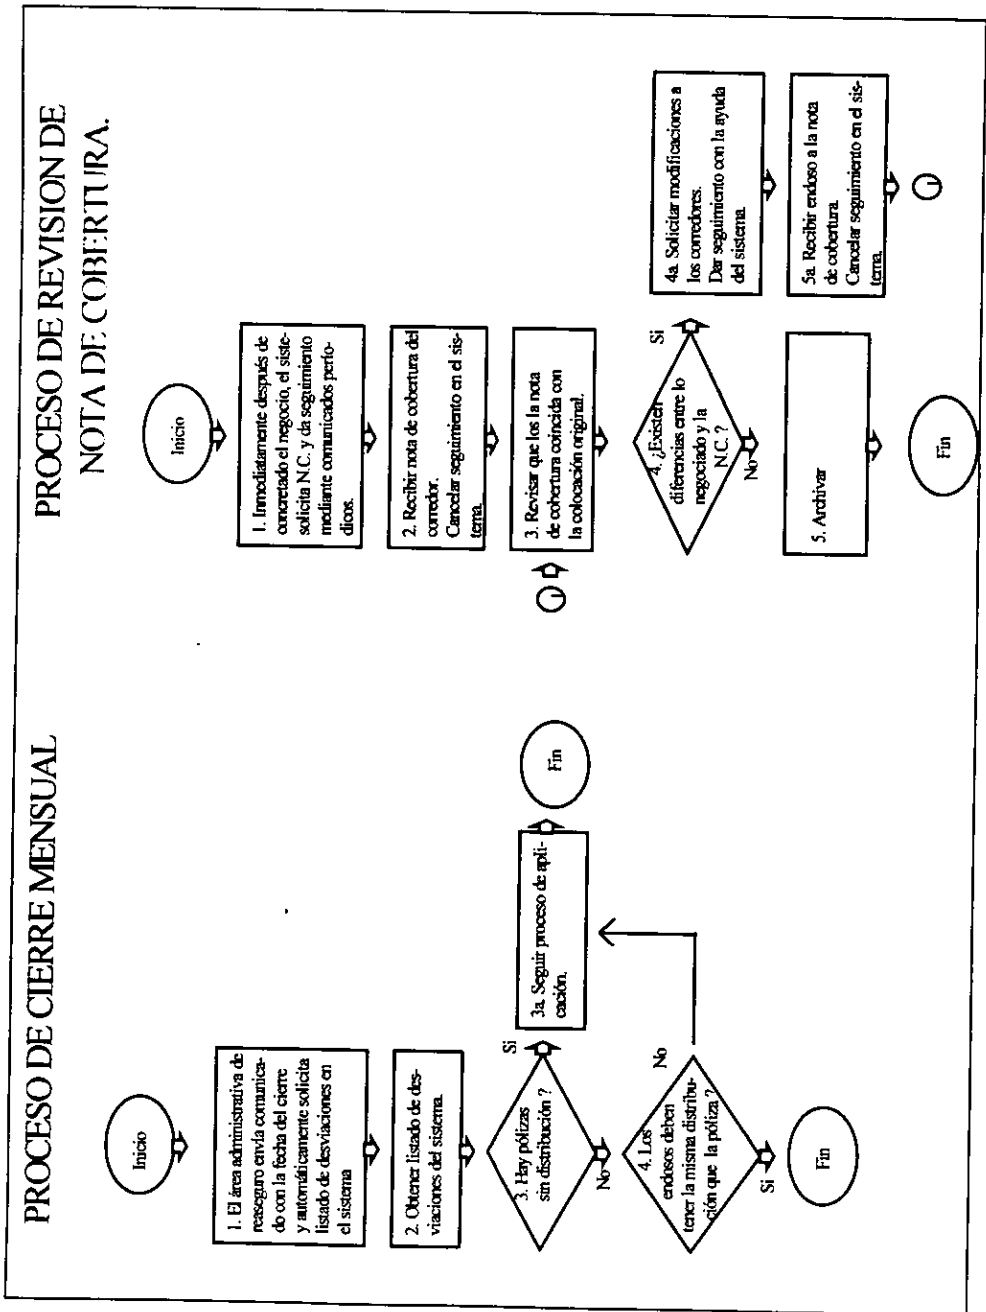 PROCESO DE CIERRE MENSUAL
Inicio
1. El área administrativa de
reaseguro envía comunica-
do con la fecha del cierre
y automáticamente solicita
listado de desviaciones en
el sistema
2. Obtener listado de des-
viaciones del sistema.
3. Hay pólizas
sin distribución ?
Si
No
3a. Seguir proceso de apli-
cación.
Fin
4. Los
endosos deben
tener la misma distribu-
ción que la póliza ?
No
Si
Fin
PROCESO DE REVISION DE
NOTA DE COBERTURA.
Inicio
1. Inmediatamente después de
concretado el negocio, el siste-
solicita N.C. y da seguimiento
mediante comunicados perío-
dicos.
2. Recibir nota de cobertura del
corredor.
Cancelar seguimiento en el sis-
tema.
3. Revisar que los la nota
de cobertura coincida con
la colocación original.
4. ¿Existen
diferencias entre lo
negociado y la
N.C. ?
Si
No
4a. Solicitar modificaciones a
los corredores.
Dar seguimiento con la ayuda
del sistema.
5a. Recibir endoso a la nota
de cobertura.
Cancelar seguimiento en el sis-
tema.
5. Archivar
Fin